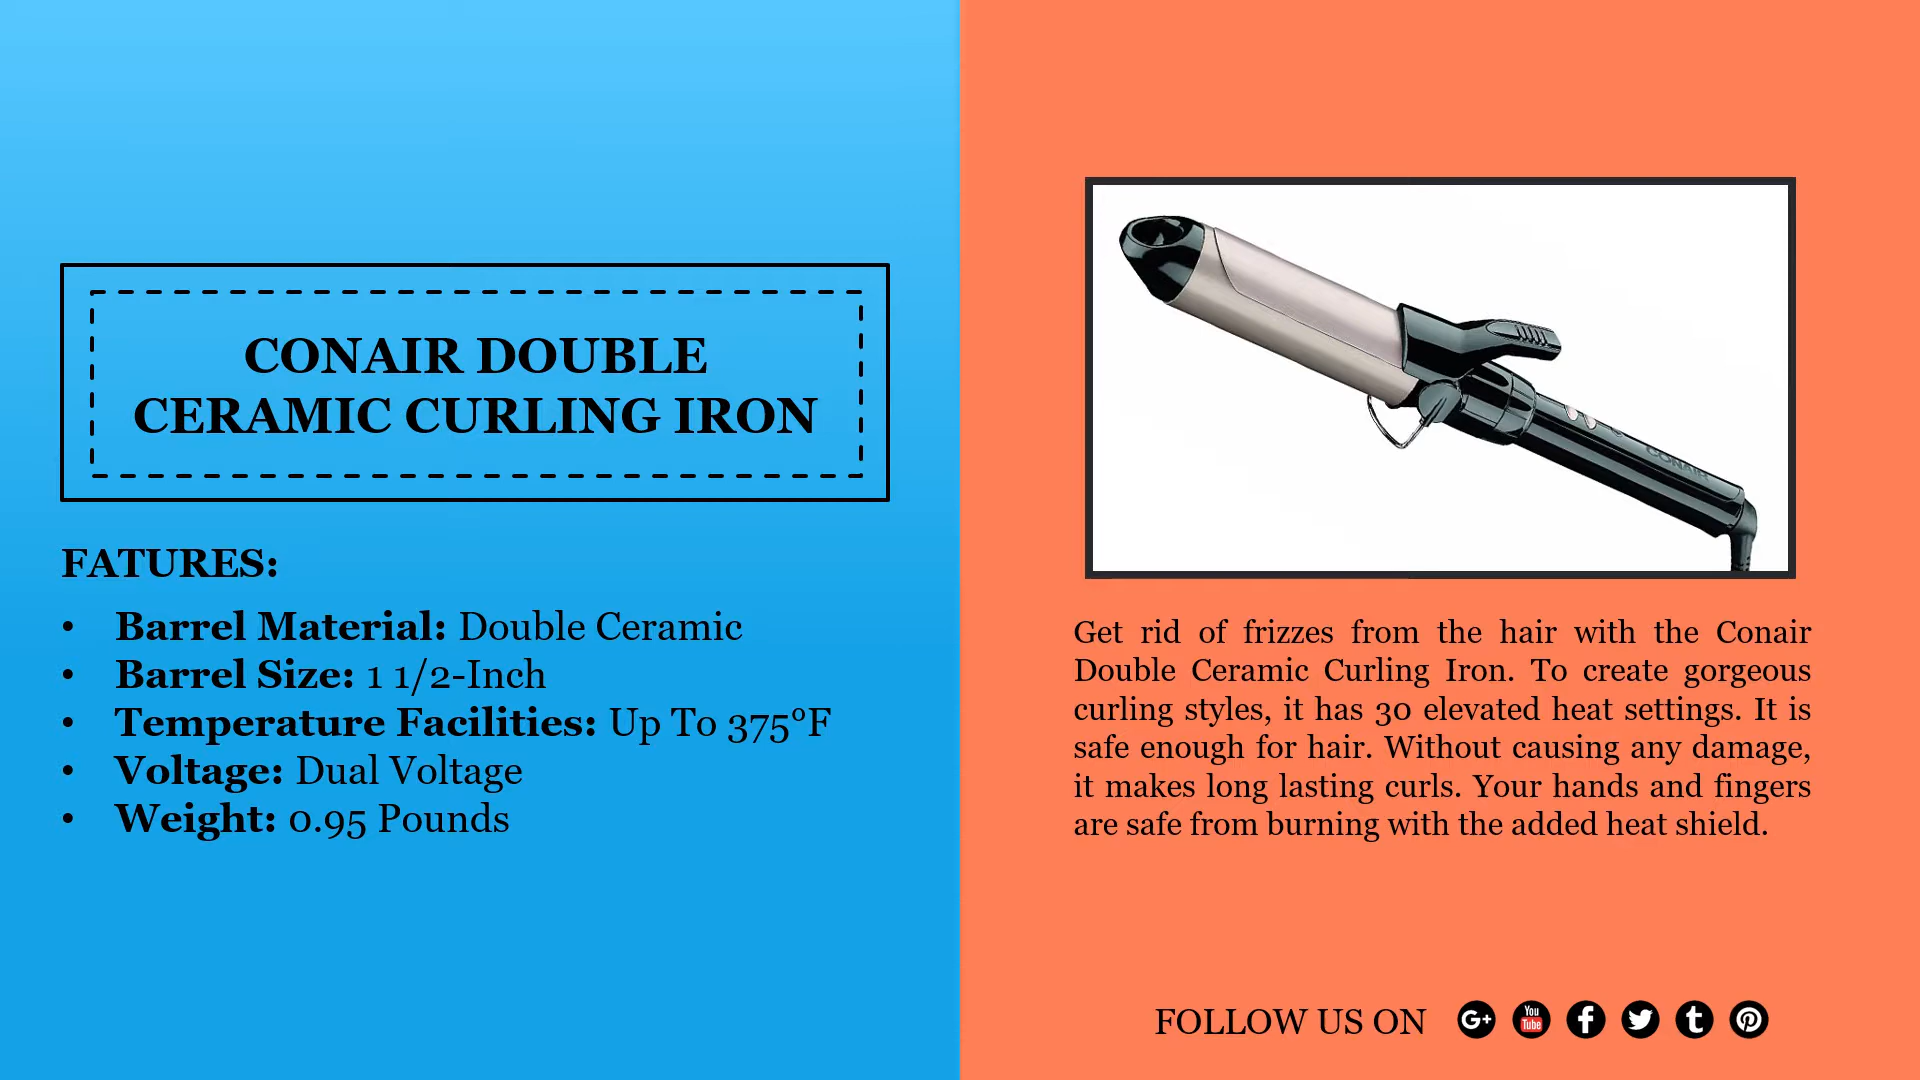 CONAIR DOUBLE
CERAMIC CURLING IRON
FATURES:
• Barrel Material: Double Ceramic
• Barrel Size: 1 1/2-Inch
• Temperature Facilities: Up To 375°F
• Voltage: Dual Voltage
• Weight: 0.95 Pounds
CONAIR
Get rid of frizzes from the hair with the Conair
Double Ceramic Curling Iron. To create gorgeous
curling styles, it has 30 elevated heat settings. It is
safe enough for hair. Without causing any damage,
it makes long lasting curls. Your hands and fingers
are safe from burning with the added heat shield.
FOLLOW US ON G+ You Tube f t